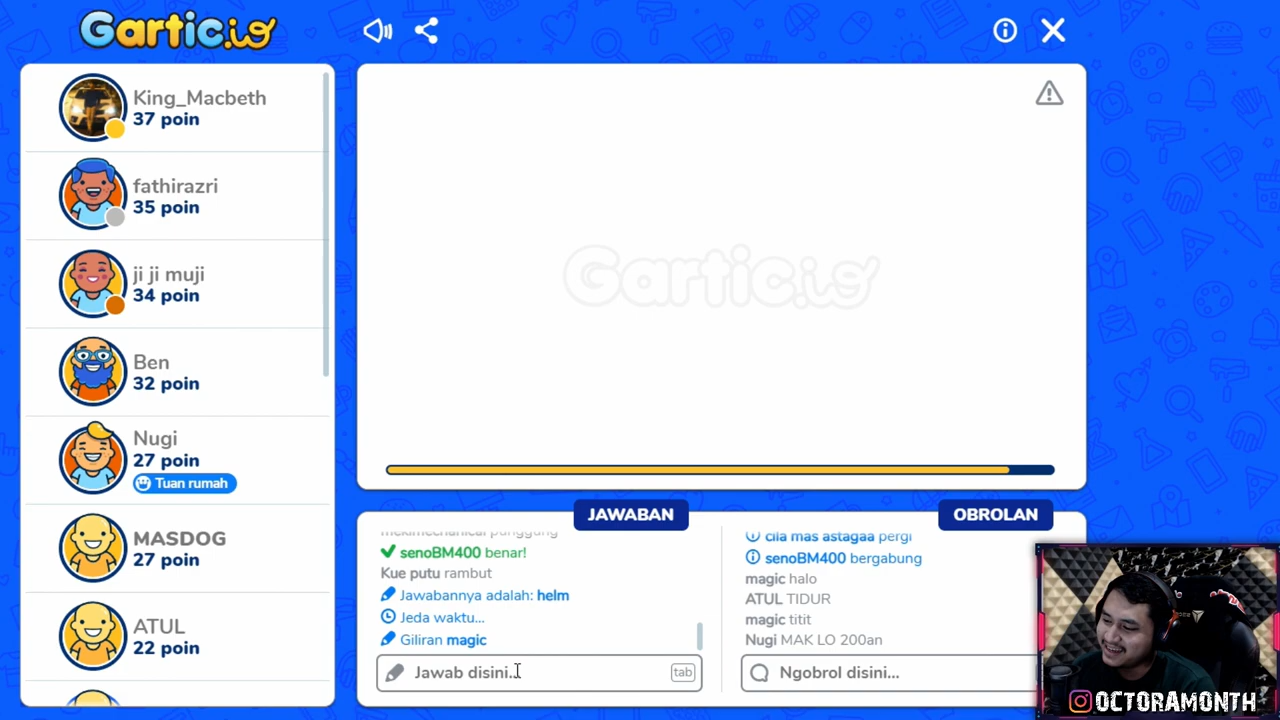 Gartic.io
King_Macbeth
37 poin
fathirazri
35 poin
ji ji muji
34 poin
Ben
32 poin
Nugi
27 poin
Tuan rumah
MASDOG
27 poin
ATUL
22 poin
Gartic.io
JAWABAN
mekimechanical panggung
senoBM400 benar!
Kue putu rambut
Jawabannya adalah: helm
Jeda waktu...
Giliran magic
Jawab disini...
tab
OBROLAN
cila mas astagaa pergi
senoBM400 bergabung
magic halo
ATUL TIDUR
magic titit
Nugi MAK LO 200an
Ngobrol disini...
OCTORAMONTH